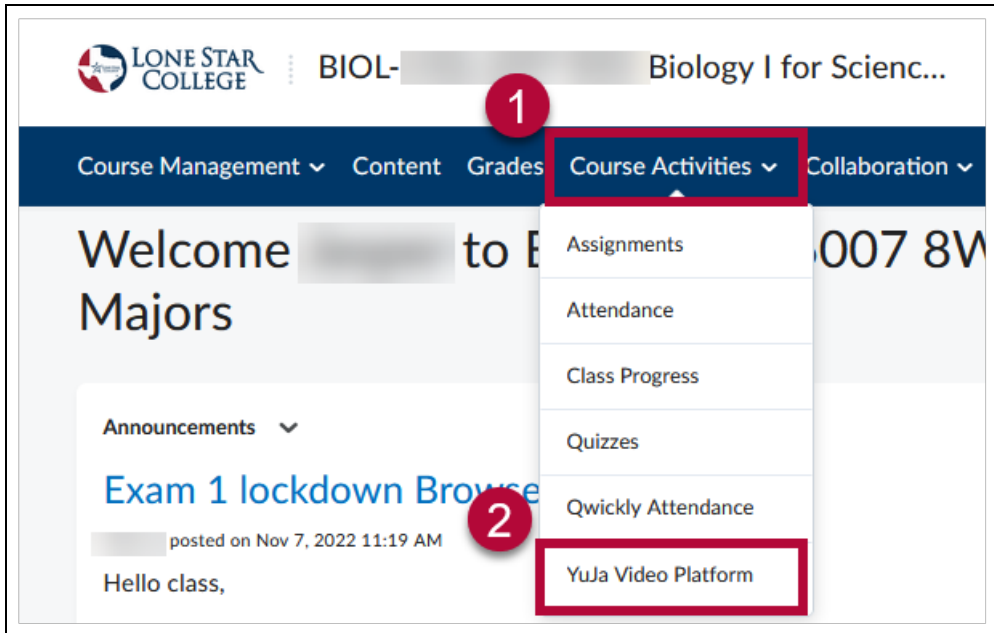 LONE STAR
COLLEGE
BIOL- Biology I for Scienc...
1
Course Management Content Grades Course Activities Collaboration
Welcome to 007 8W
Majors
Assignments
Attendance
Class Progress
Quizzes
Qwickly Attendance
YuJa Video Platform
2
Announcements
Exam 1 lockdown Browse
posted on Nov 7, 2022 11:19 AM
Hello class,